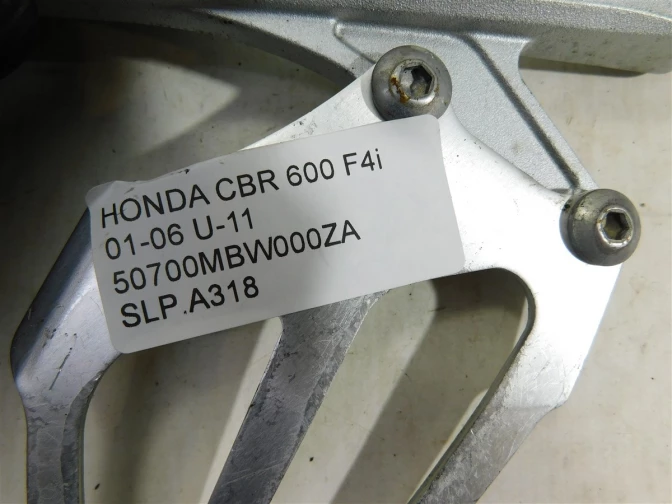 HONDA CBR 600 F4i
01-06 U-11
50700MBW000ZA
SLP.A318